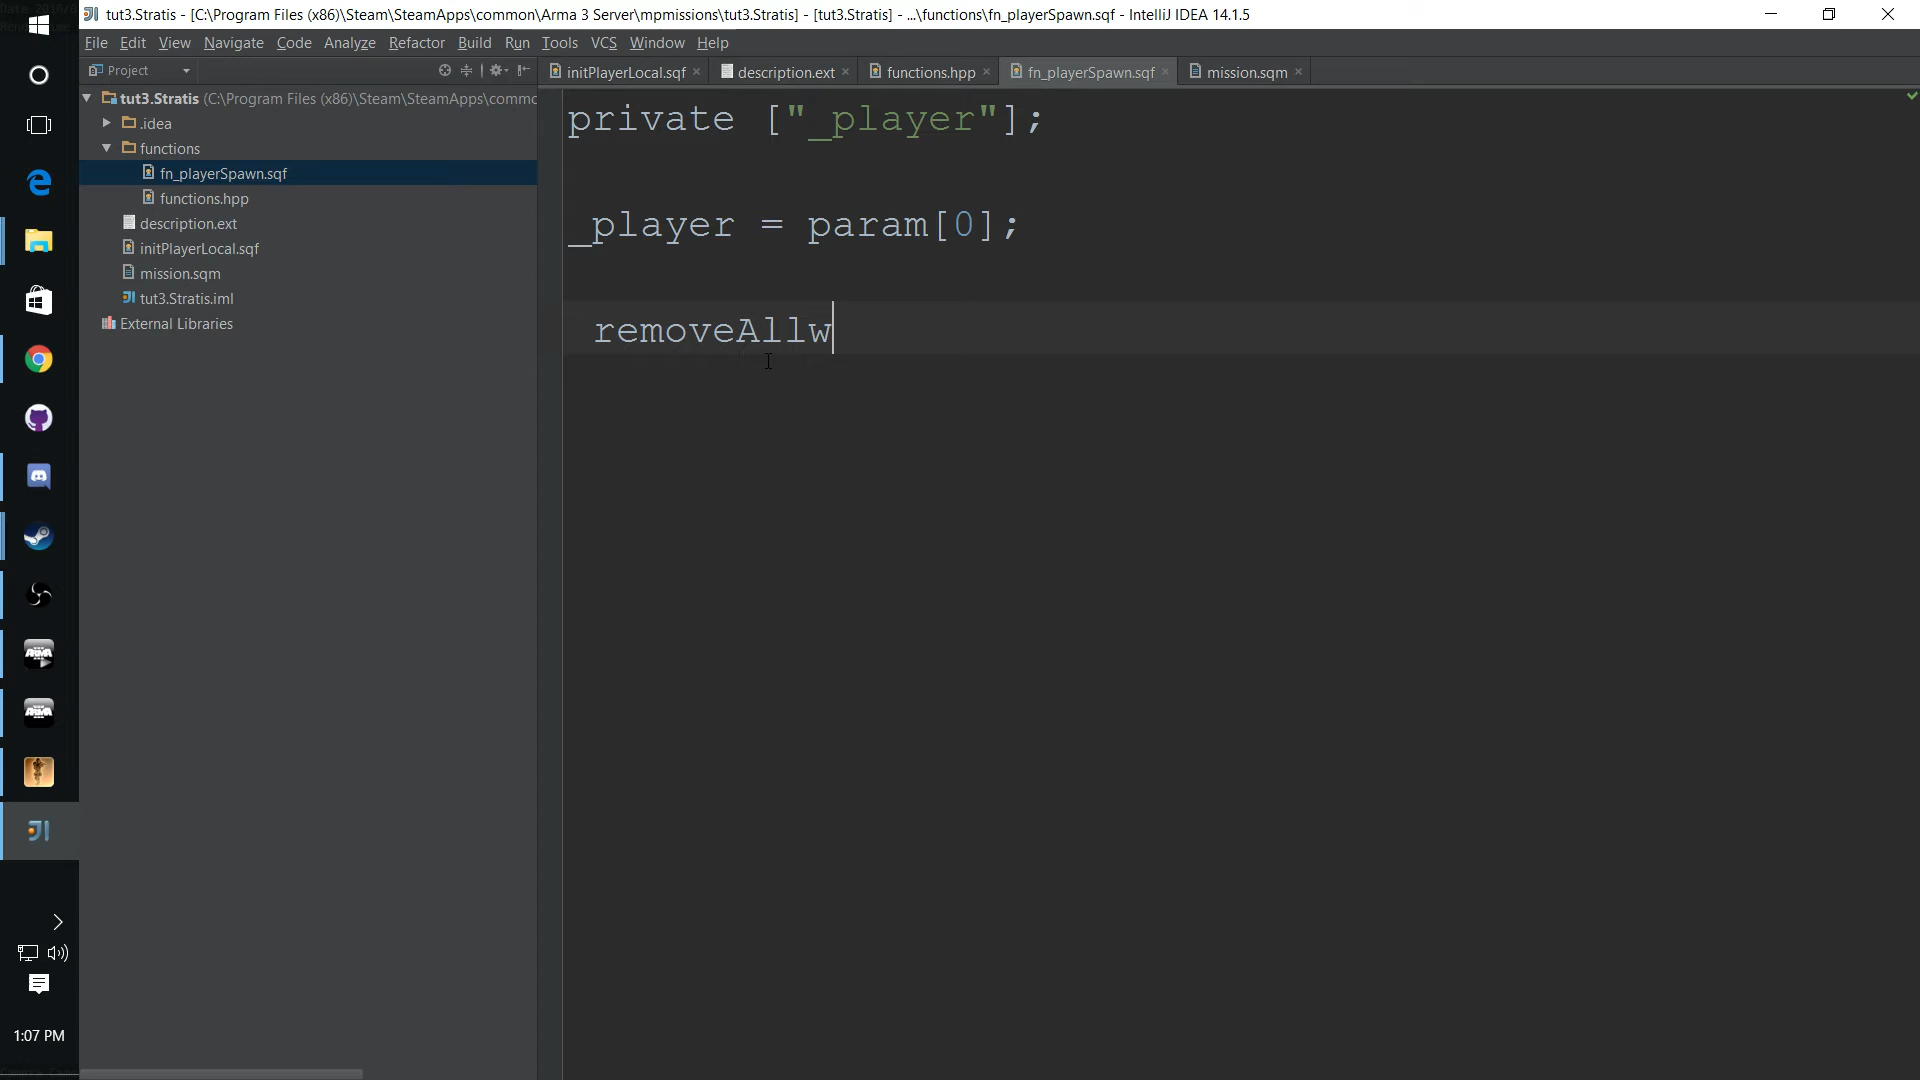 tut3.Stratis - [C:\Program Files (x86)\Steam\SteamApps\common\Arma 3 Server\mpmissions\tut3.Stratis] - [tut3.Stratis] - ...\functions\fn_playerSpawn.sqf - IntelliJ IDEA 14.1.5
File Edit View Navigate Code Analyze Refactor Build Run Tools VCS Window Help
Project
initPlayerLocal.sqf description.ext functions.hpp fn_playerSpawn.sqf mission.sqm
tut3.Stratis (C:\Program Files (x86)\Steam\SteamApps\commo
.idea
functions
fn_playerSpawn.sqf
functions.hpp
description.ext
initPlayerLocal.sqf
mission.sqm
tut3.Stratis.iml
External Libraries
private ["_player"];
_player = param[0];
removeAllw
ARMA
ARMA
1:07 PM